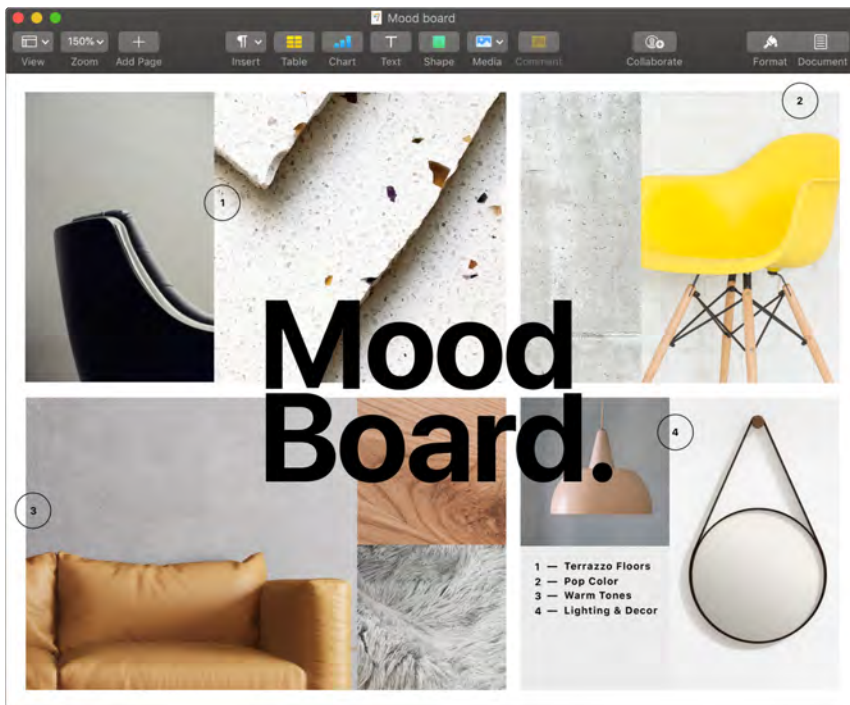 Mood board
150%
View
Zoom
Add Page
Insert
Table
Chart
Text
Shape
Media
Comment
Collaborate
Format
Document
1
2
Mood
Board.
3
4
1 — Terrazzo Floors
2 — Pop Color
3 — Warm Tones
4 — Lighting & Decor